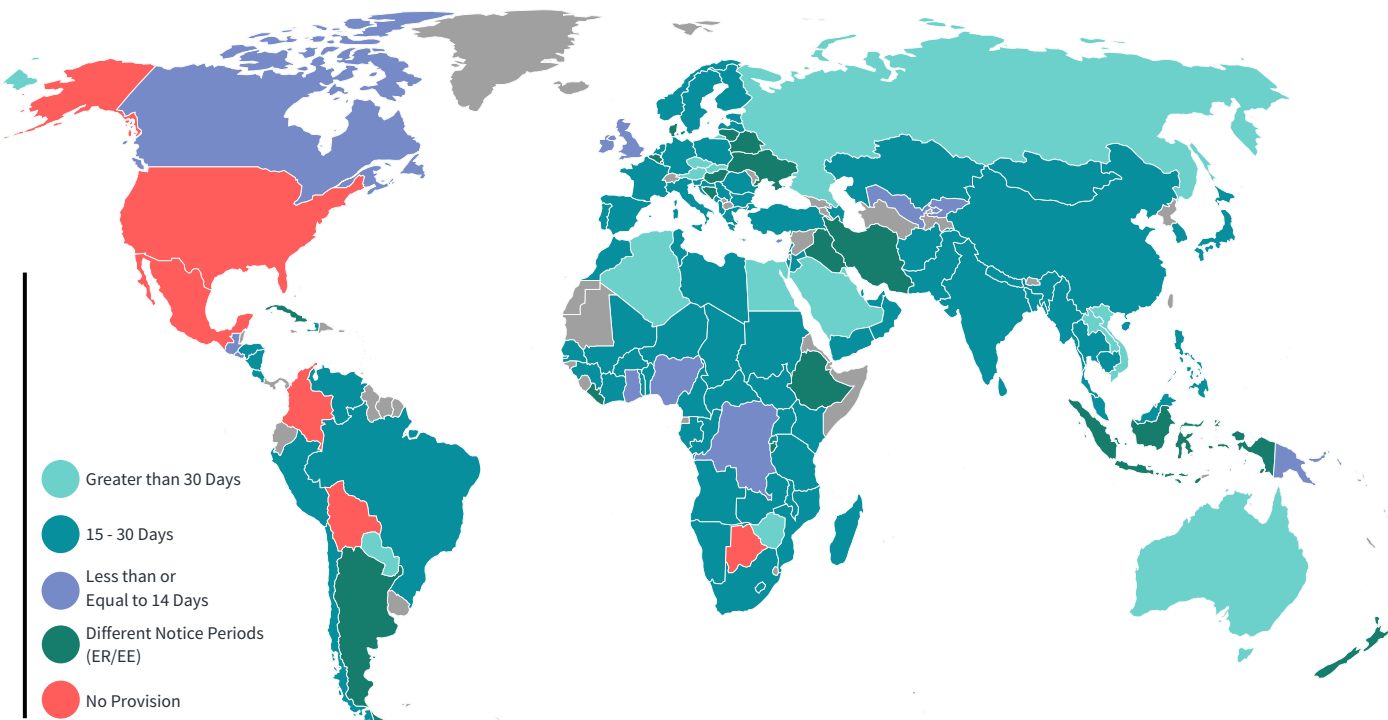 Greater than 30 Days
15 - 30 Days
Less than or
Equal to 14 Days
Different Notice Periods
(ER/EE)
No Provision